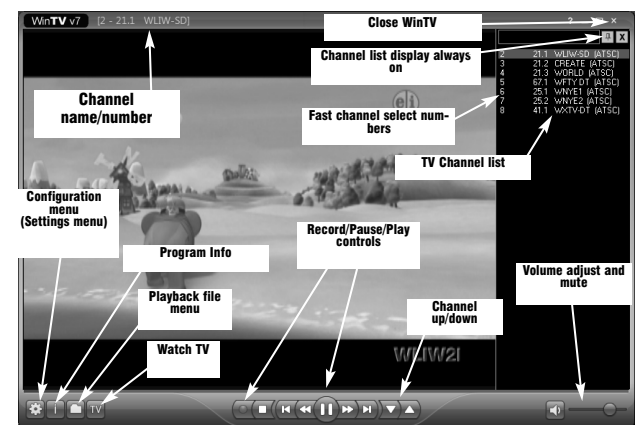 WinTV v7 [2 - 21.1 WLIW-SD]
Close WinTV
? ×
X
Channel list display always
on
Channel
name/number
eli
Fast channel select num-
bers
2 21.1 WLIW-SD (ATSC)
3 21.2 CREATE (ATSC)
4 21.3 WORLD (ATSC)
5 67.1 WFTY-DT (ATSC)
6 25.1 WNYE1 (ATSC)
7 25.2 WNYE2 (ATSC)
8 41.1 WXTV-DT (ATSC)
TV Channel list
Configuration
menu
(Settings menu)
Record/Pause/Play
controls
Program Info
Volume adjust and
mute
Playback file
menu
Channel
up/down
Watch TV
WLIW21
i TV